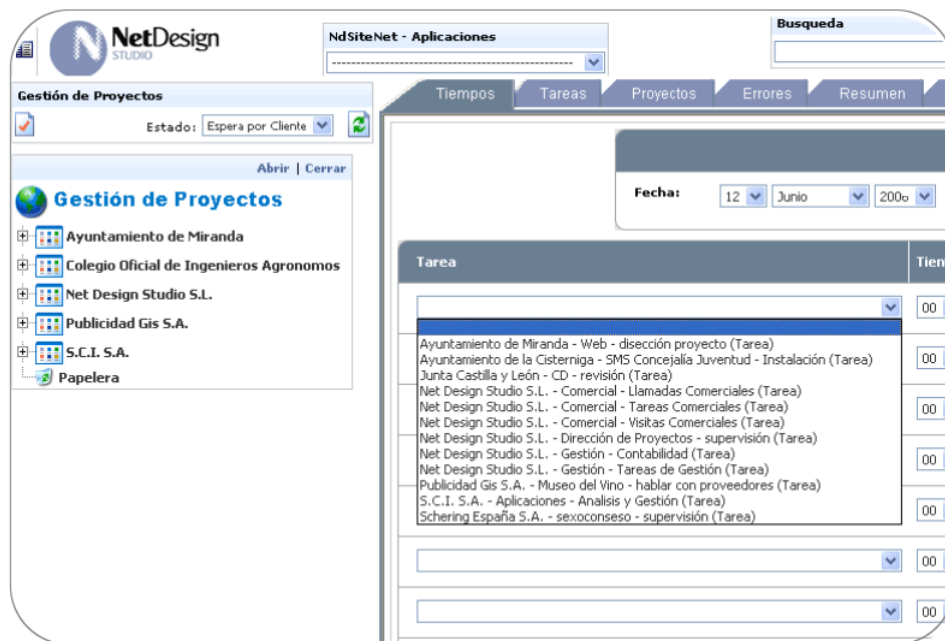 NetDesign
STUDIO
NdSiteNet - Aplicaciones
Busqueda
Gestión de Proyectos
Estado: Espera por Cliente
Tiempos Tareas Proyectos Errores Resumen
Abrir | Cerrar
Gestión de Proyectos
Ayuntamiento de Miranda
Colegio Oficial de Ingenieros Agronomos
Net Design Studio S.L.
Publicidad Gis S.A.
S.C.I. S.A.
Papelera
Fecha: 12 Junio
Tarea
00
Ayuntamiento de Miranda - Web - disección proyecto (Tarea)
Ayuntamiento de la Cisterniga - SMS Concejalía Juventud - Instalación (Tarea)
Junta Castilla y León - CD - revisión (Tarea)
Net Design Studio S.L. - Comercial - Llamadas Comerciales (Tarea)
Net Design Studio S.L. - Comercial - Tareas Comerciales (Tarea)
Net Design Studio S.L. - Comercial - Visitas Comerciales (Tarea)
Net Design Studio S.L. - Dirección de Proyectos - supervisión (Tarea)
Net Design Studio S.L. - Gestión - Contabilidad (Tarea)
Net Design Studio S.L. - Gestión - Tareas de Gestión (Tarea)
Publicidad Gis S.A. - Museo del Vino - hablar con proveedores (Tarea)
S.C.I. S.A. - Aplicaciones - Analisis y Gestión (Tarea)
Schering España S.A. - sexoconseso - supervisión (Tarea)
00
00
00
00
00
00